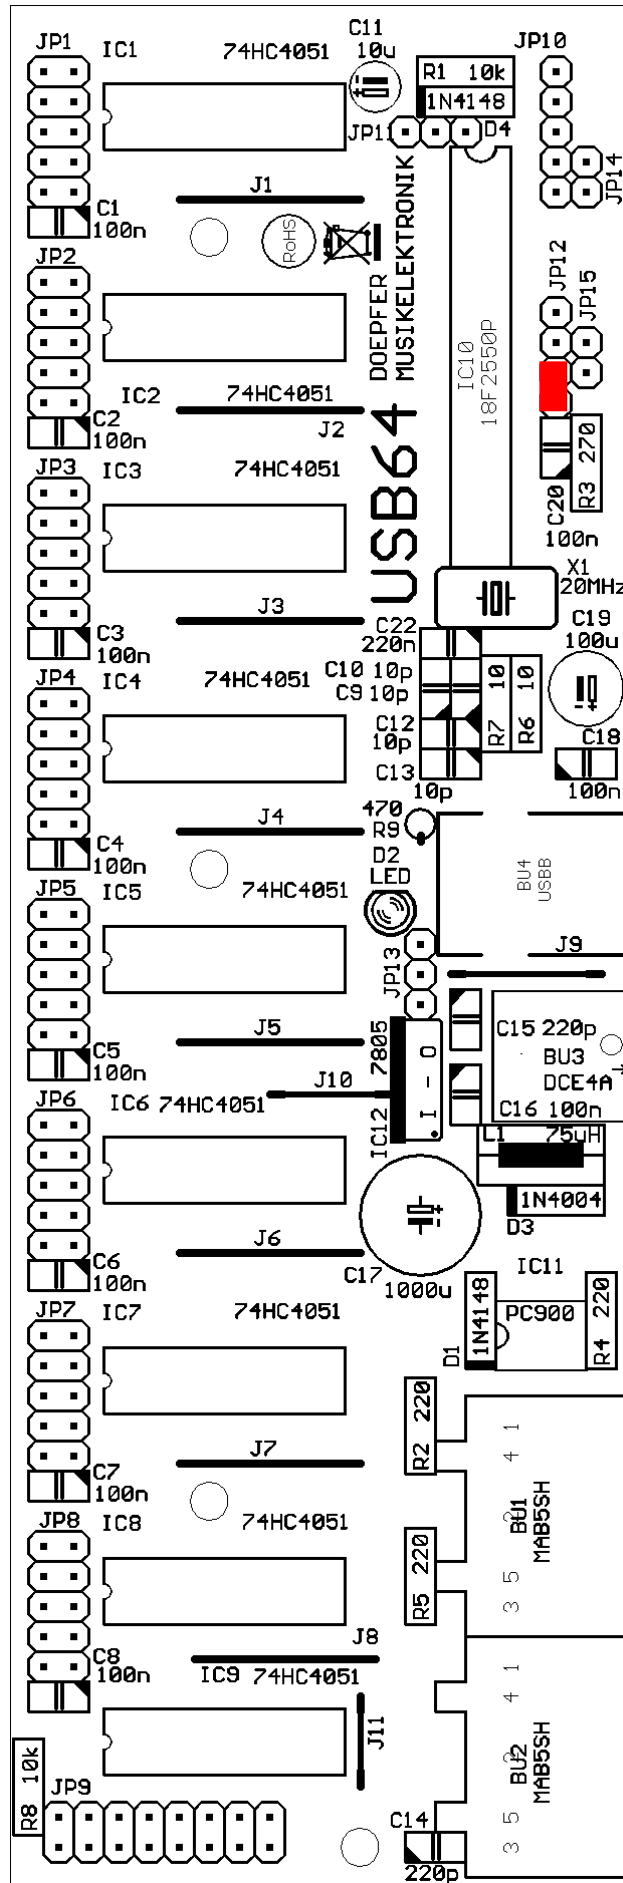 JP1
IC1
74HC4051
C11
10u
R1 10k
1N4148
JP11
D4
JP10
JP14
C1
100n
J1
RoHS
DOEPFER
MUSIKELEKTRONIK
USB64
IC10
18F2550P
JP12
JP15
JP2
IC2
74HC4051
C2
100n
J2
R3 270
C20
100n
JP3
IC3
74HC4051
X1
20MHz
C3
100n
J3
C22
220n
C10 10p
C9 10p
C12
10p
C13
10p
R7 10
R6 10
C19
100u
C18
100n
JP4
IC4
74HC4051
C4
100n
J4
470
R9
D2
LED
BU4
USBB
JP5
IC5
74HC4051
JP13
J9
C5
100n
J5
J10
7805
I - O
IC12
C15 220p
BU3
DCE4A
C16 100n
JP6
IC6 74HC4051
L1 75uH
1N4004
D3
C6
100n
J6
C17
1000u
IC11
PC900
1N4148
D1
R4 220
JP7
IC7
74HC4051
C7
100n
J7
R2 220
BU1
MAB5SH
1
4
5
3
JP8
IC8
74HC4051
R5 220
C8
100n
J8
IC9 74HC4051
J11
BU2
MAB5SH
1
4
5
3
R8 10k
JP9
C14
220p